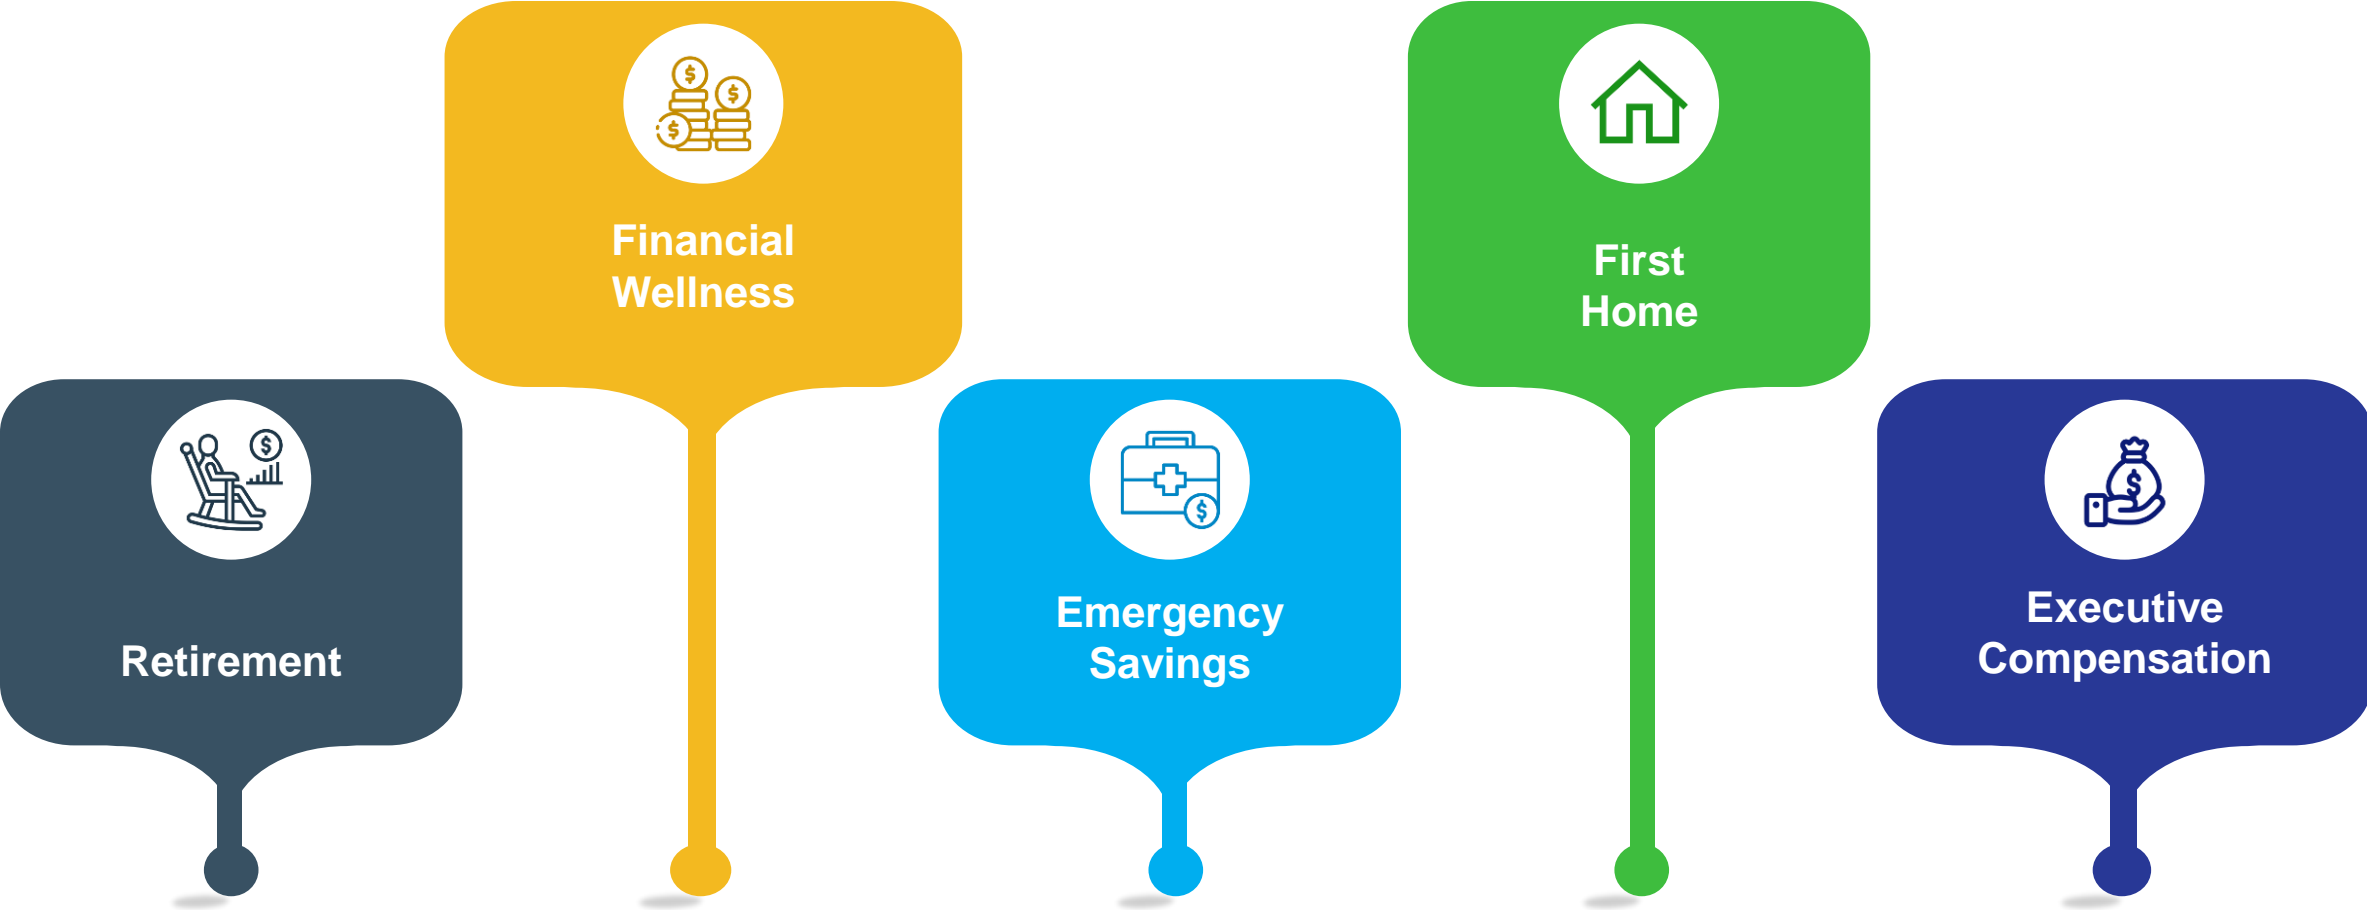 Retirement
Financial
Wellness
Emergency
Savings
First
Home
Executive
Compensation